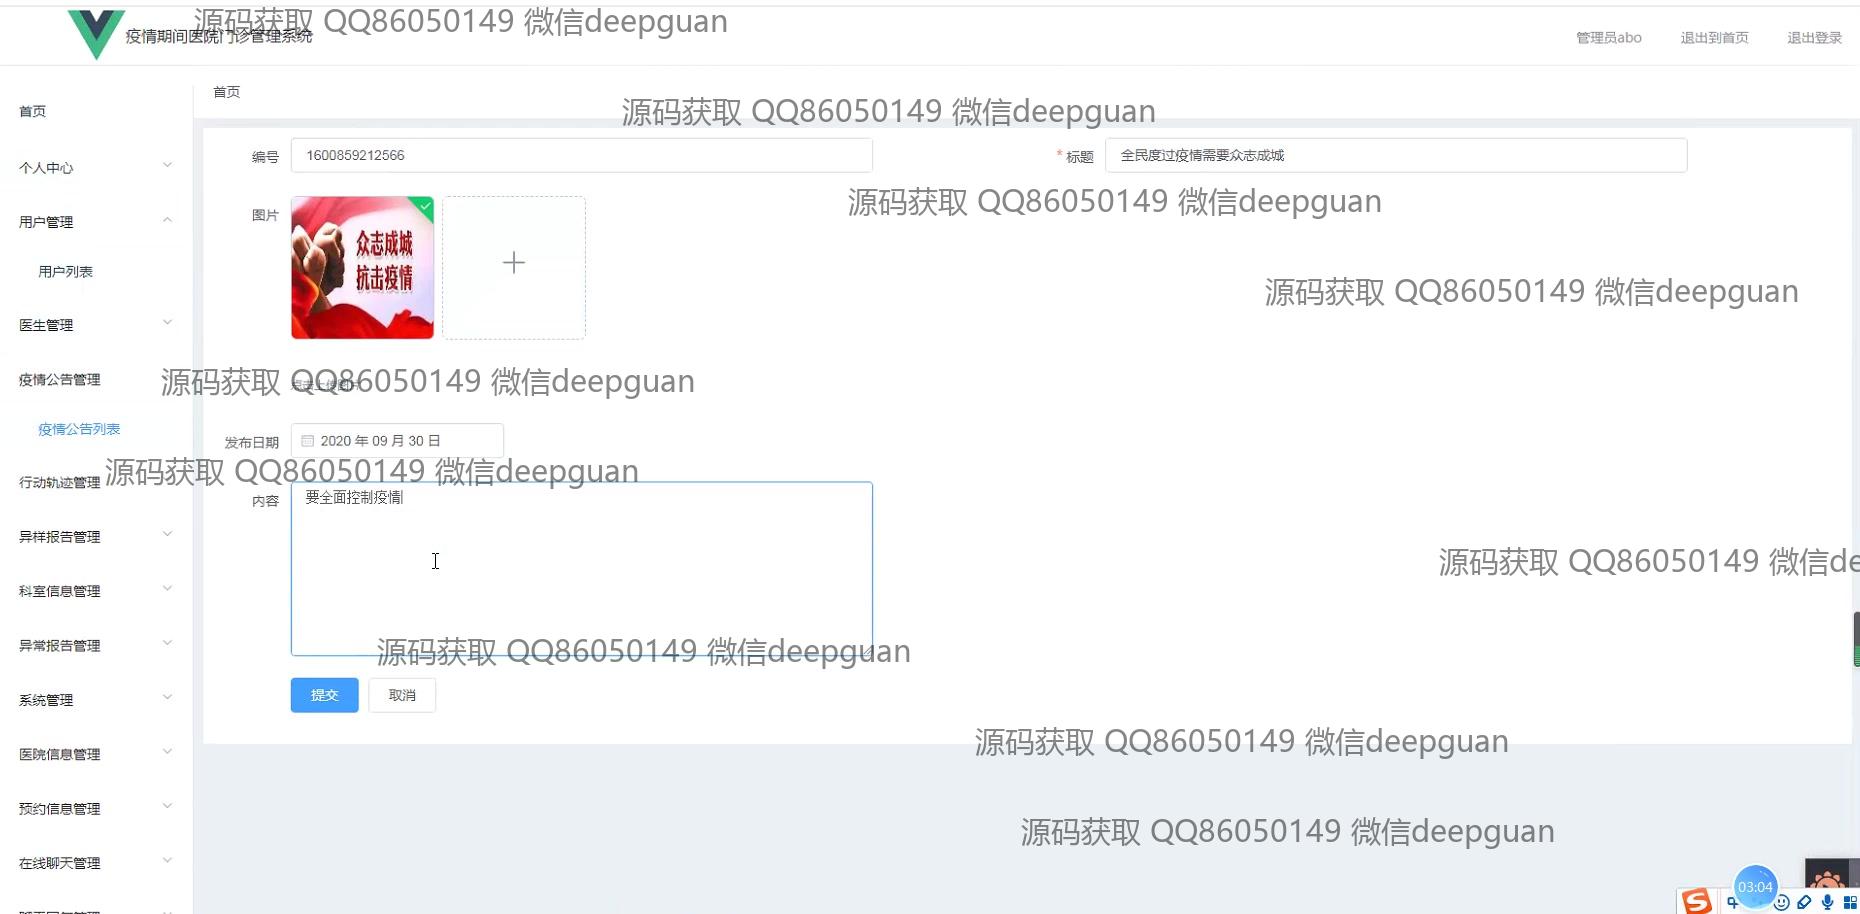 源码获取 QQ86050149 微信deepguan
疫情期间医院门诊管理系统
管理员abo
退出到首页
退出登录
首页
首页
源码获取 QQ86050149 微信deepguan
编号
1600859212566
* 标题
全民度过疫情需要众志成城
个人中心
源码获取 QQ86050149 微信deepguan
图片
众志成城
抗击疫情
用户管理
用户列表
源码获取 QQ86050149 微信deepguan
医生管理
疫情公告管理
源码获取 QQ86050149 微信deepguan
点击上传图片
疫情公告列表
发布日期
2020 年 09 月 30 日
行动轨迹管理
源码获取 QQ86050149 微信deepguan
内容
要全面控制疫情
异样报告管理
源码获取 QQ86050149 微信de
科室信息管理
异常报告管理
源码获取 QQ86050149 微信deepguan
系统管理
提交
取消
医院信息管理
源码获取 QQ86050149 微信deepguan
预约信息管理
源码获取 QQ86050149 微信deepguan
在线聊天管理
03:04